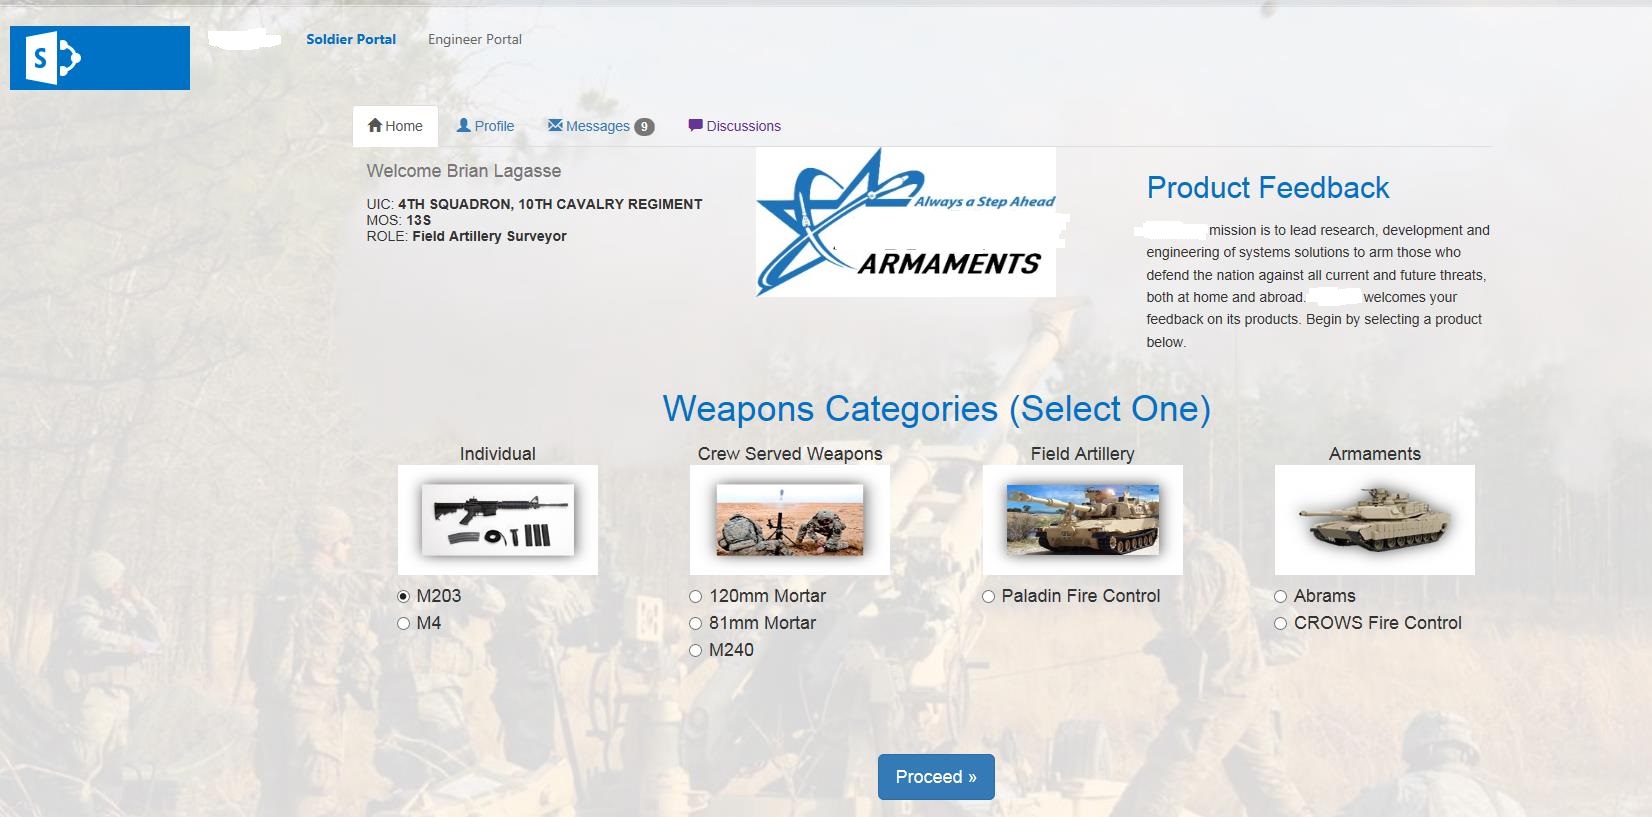 S
Soldier Portal
Engineer Portal
Home
Profile
Messages 9
Discussions
Welcome Brian Lagasse
UIC: 4TH SQUADRON, 10TH CAVALRY REGIMENT
MOS: 13S
ROLE: Field Artillery Surveyor
Always a Step Ahead
ARMAMENTS
Product Feedback
mission is to lead research, development and
engineering of systems solutions to arm those who
defend the nation against all current and future threats,
both at home and abroad. welcomes your
feedback on its products. Begin by selecting a product
below.
Weapons Categories (Select One)
Individual
M203
M4
Crew Served Weapons
120mm Mortar
81mm Mortar
M240
Field Artillery
Paladin Fire Control
Armaments
Abrams
CROWS Fire Control
Proceed »